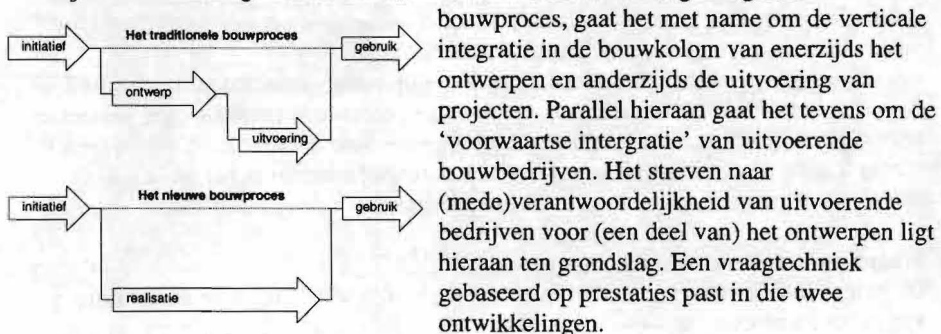 Het traditionele bouwproces
initiatief
gebruik
ontwerp
uitvoering
Het nieuwe bouwproces
initiatief
gebruik
realisatie
bouwproces, gaat het met name om de verticale
integratie in de bouwkolom van enerzijds het
ontwerpen en anderzijds de uitvoering van
projecten. Parallel hieraan gaat het tevens om de
‘voorwaartse intergratie’ van uitvoerende
bouwbedrijven. Het streven naar
(mede)verantwoordelijkheid van uitvoerende
bedrijven voor (een deel van) het ontwerpen ligt
hieraan ten grondslag. Een vraagtechniek
gebaseerd op prestaties past in die twee
ontwikkelingen.